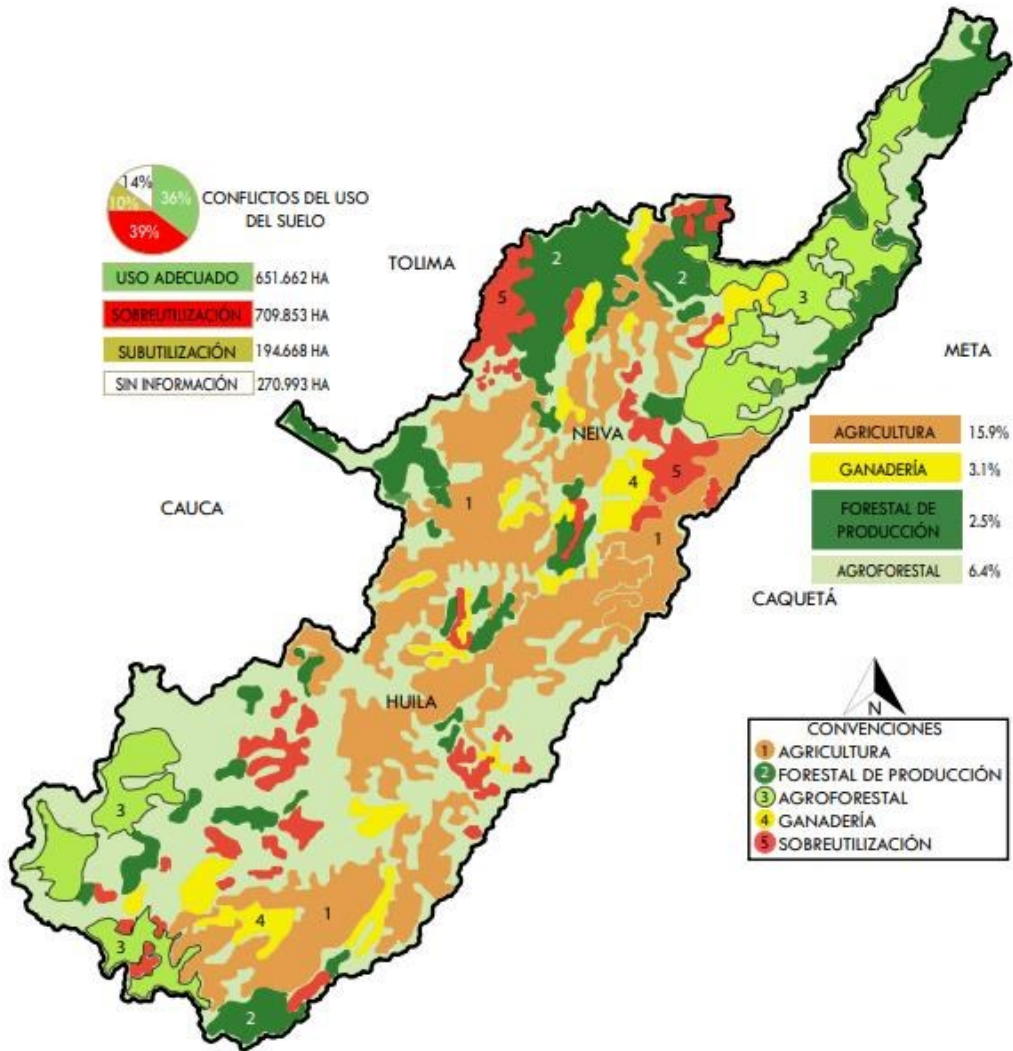 14%
36%
10%
39%
CONFLICTOS DEL USO
DEL SUELO
USO ADECUADO 651.662 HA
SOBREUTILIZACIÓN 709.853 HA
SUBUTILIZACIÓN 194.668 HA
SIN INFORMACIÓN 270.993 HA
TOLIMA
2
2
5
3
META
NEIVA
5
4
1
1
CAUCA
AGRICULTURA 15.9%
GANADERÍA 3.1%
FORESTAL DE
PRODUCCIÓN 2.5%
AGROFORESTAL 6.4%
CAQUETÁ
HUILA
3
3
4
1
2
N
CONVENCIONES
1 AGRICULTURA
2 FORESTAL DE PRODUCCIÓN
3 AGROFORESTAL
4 GANADERÍA
5 SOBREUTILIZACIÓN